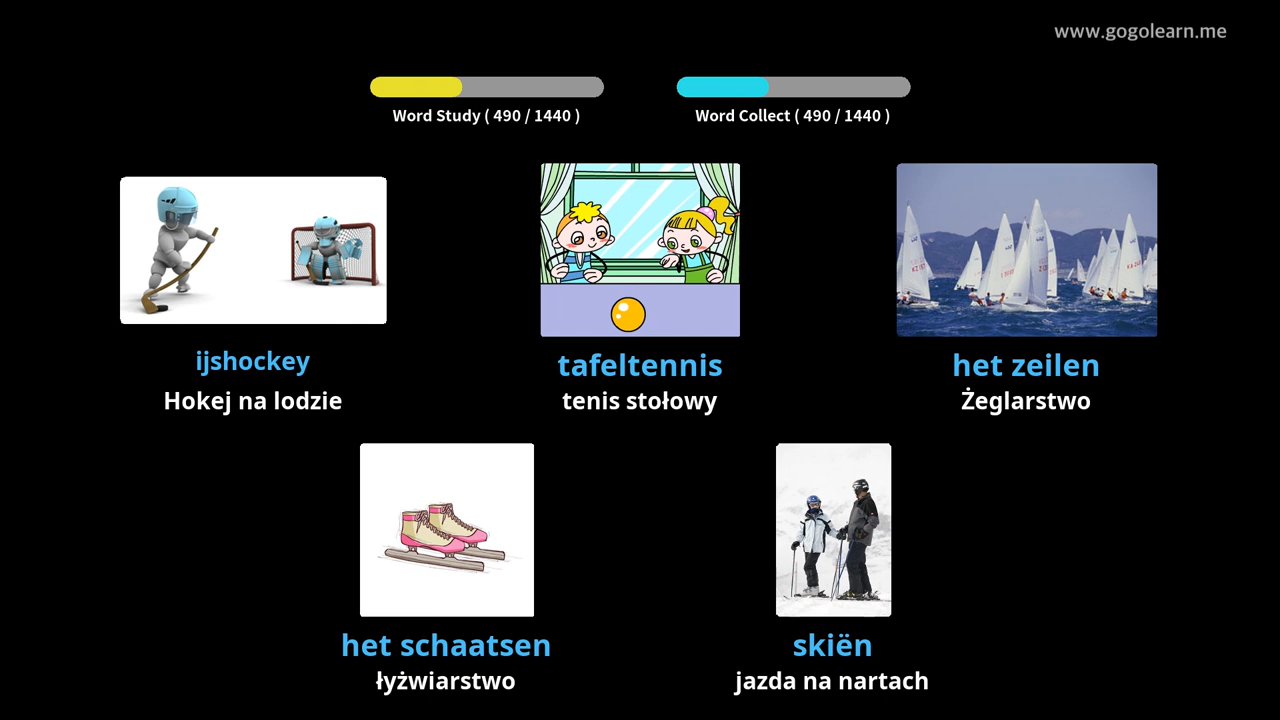 www.gogolearn.me
Word Study ( 490 / 1440 )
Word Collect ( 490 / 1440 )
ijshockey
Hokej na lodzie
tafeltennis
tenis stołowy
het zeilen
Żeglarstwo
het schaatsen
łyżwiarstwo
skiën
jazda na nartach